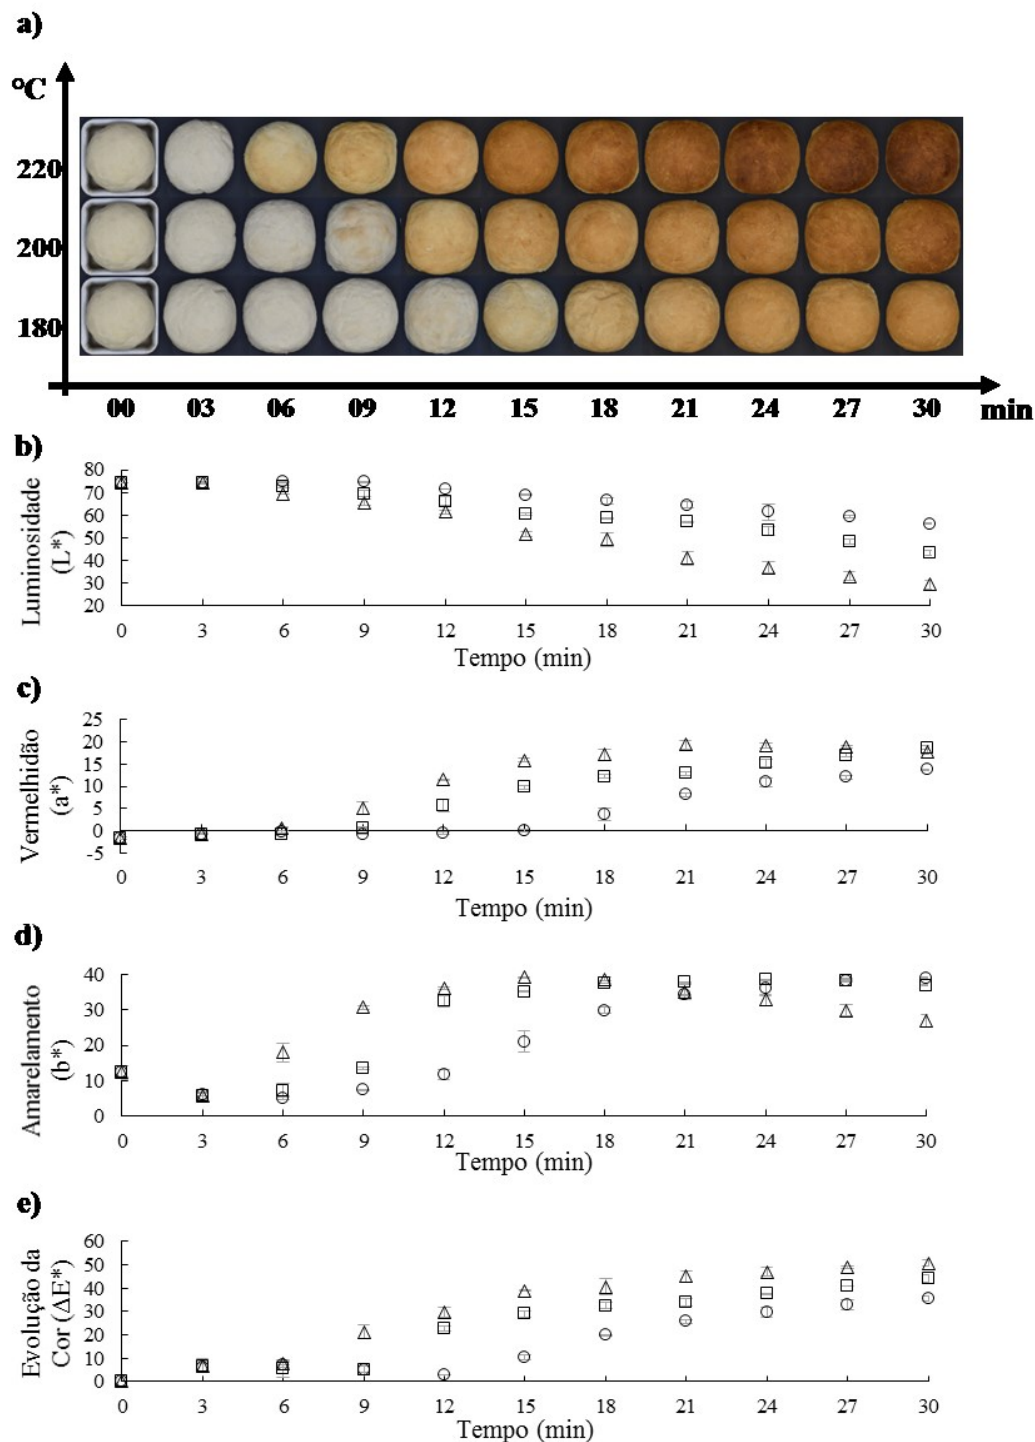 a)
°C
220
200
180
00 03 06 09 12 15 18 21 24 27 30 min
b)
Luminosidade
(L*)
80
70
60
50
40
30
20
0 3 6 9 12 15 18 21 24 27 30
Tempo (min)
c)
Vermelhidão
(a*)
25
20
15
10
5
0
-5
0 3 6 9 12 15 18 21 24 27 30
Tempo (min)
d)
Amarelamento
(b*)
40
30
20
10
0
0 3 6 9 12 15 18 21 24 27 30
Tempo (min)
e)
Evolução da
Cor (ΔE*)
60
50
40
30
20
10
0
0 3 6 9 12 15 18 21 24 27 30
Tempo (min)